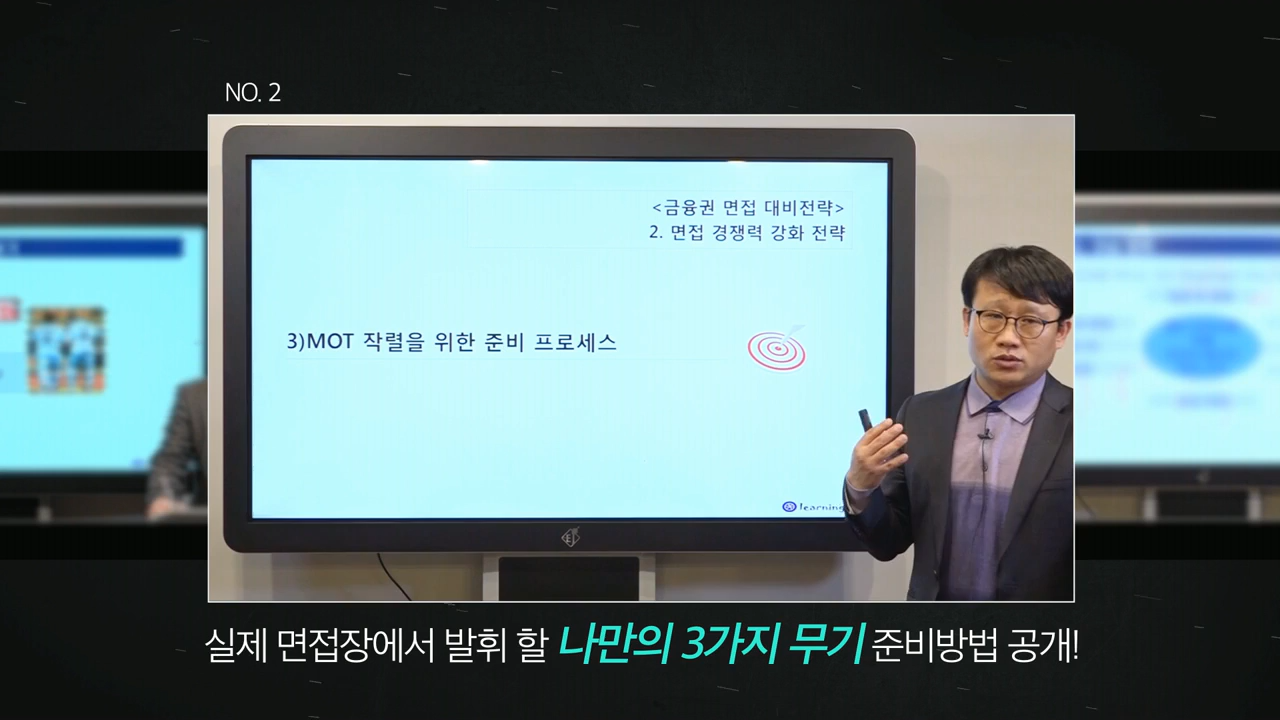 NO. 2
<금융권 면접 대비전략>
2. 면접 경쟁력 강화 전략
3)MOT 작렬을 위한 준비 프로세스
learning
실제 면접장에서 발휘 할 나만의 3가지 무기 준비방법 공개!